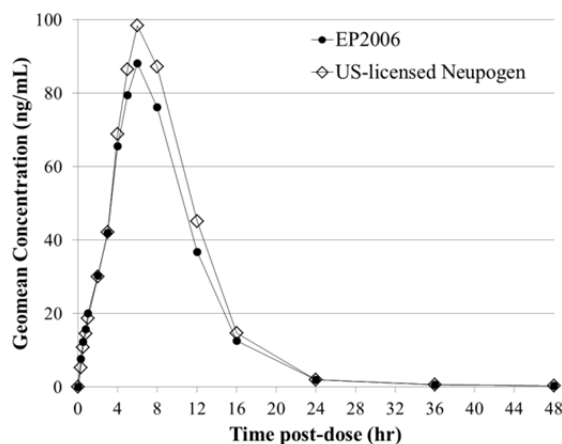 EP2006
US-licensed Neupogen
Geomean Concentration (ng/mL)
100
80
60
40
20
0
0 4 8 12 16 20 24 28 32 36 40 44 48
Time post-dose (hr)